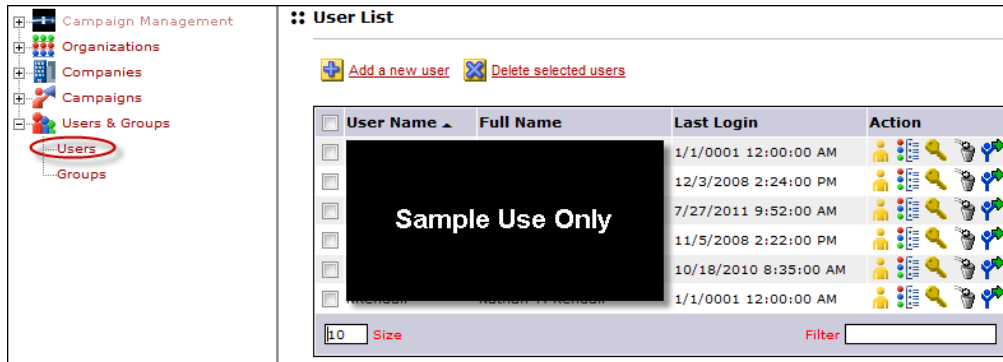 Campaign Management
Organizations
Companies
Campaigns
Users & Groups
Users
Groups
User List
Add a new user Delete selected users
User Name Full Name Last Login Action
1/1/0001 12:00:00 AM
12/3/2008 2:24:00 PM
7/27/2011 9:52:00 AM
11/5/2008 2:22:00 PM
10/18/2010 8:35:00 AM
1/1/0001 12:00:00 AM
Sample Use Only
10 Size Filter